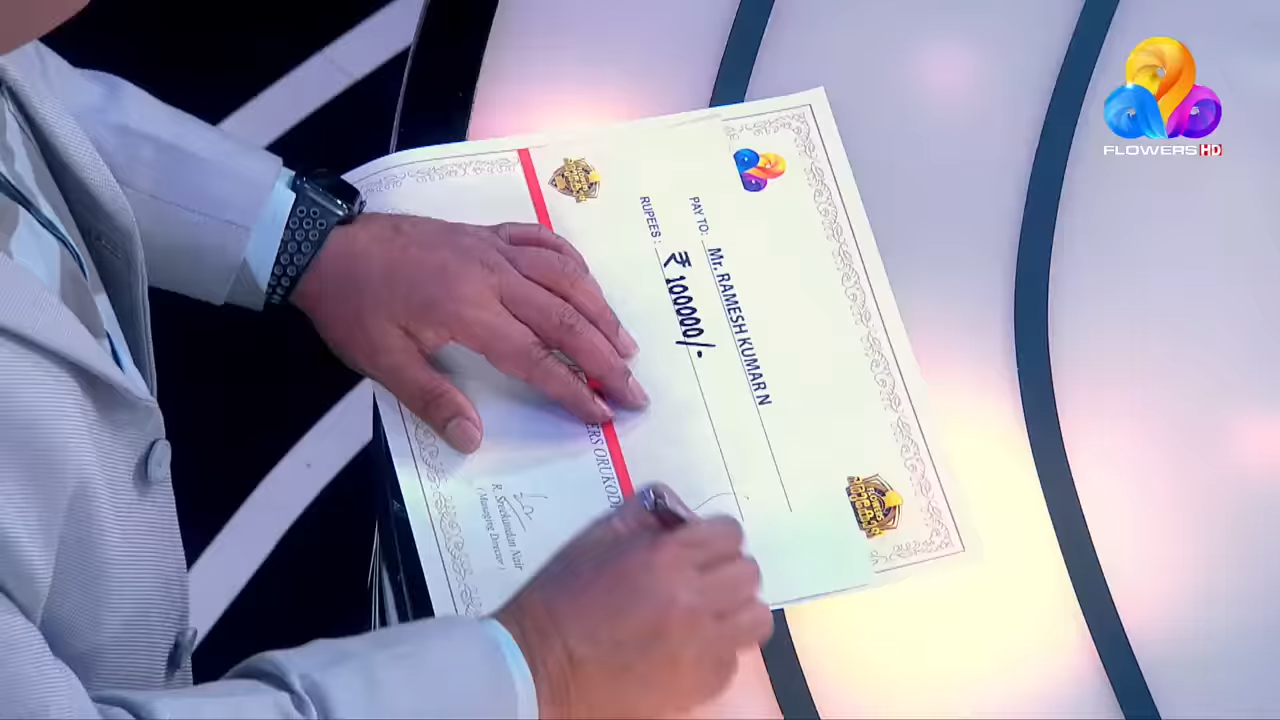 FLOWERS HD
PAY TO: Mr. RAMESH KUMAR N
RUPEES: ₹ 100000/-
ERS ORUKOD
R. Sreekandan Nair
( Managing Director )